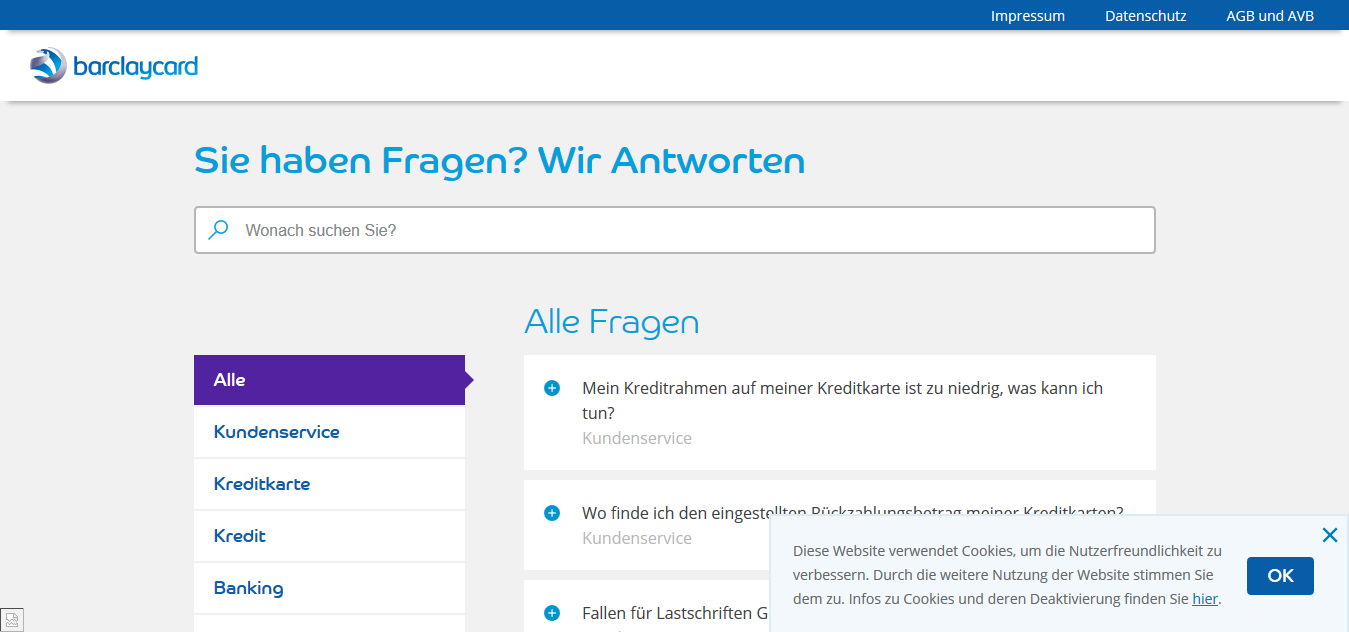 Impressum Datenschutz AGB und AVB
barclaycard
Sie haben Fragen? Wir Antworten
Wonach suchen Sie?
Alle Fragen
Alle
Kundenservice
Kreditkarte
Kredit
Banking
Mein Kreditrahmen auf meiner Kreditkarte ist zu niedrig, was kann ich
tun?
Kundenservice
Wo finde ich den eingestellten Rückzahlungsbetrag meiner Kreditkarten?
Kundenservice
Fallen für Lastschriften G
Diese Website verwendet Cookies, um die Nutzerfreundlichkeit zu
verbessern. Durch die weitere Nutzung der Website stimmen Sie
dem zu. Infos zu Cookies und deren Deaktivierung finden Sie hier.
OK